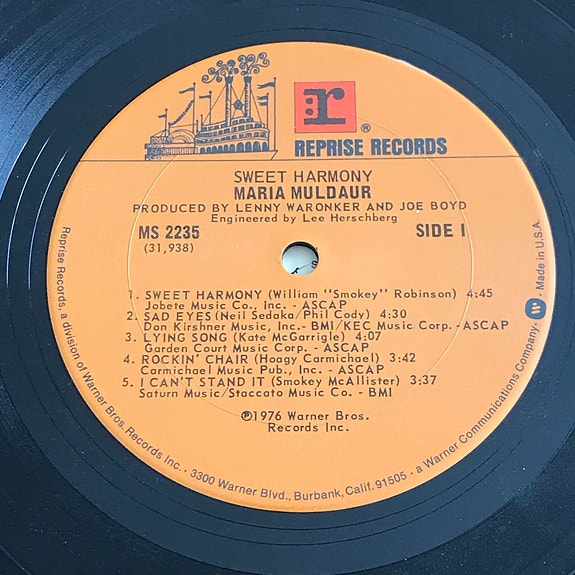 r
®
REPRISE RECORDS
SWEET HARMONY
MARIA MULDAUR
PRODUCED BY LENNY WARONKER AND JOE BOYD
Engineered by Lee Herschberg
MS 2235 SIDE I
(31,938)
1. SWEET HARMONY (William "Smokey" Robinson) 4:45
Jobete Music Co., Inc. - ASCAP
2. SAD EYES (Neil Sedaka/Phil Cody) 4:30
Don Kirshner Music, Inc.- BMI/KEC Music Corp. - ASCAP
3. LYING SONG (Kate McGarrigle) 4:07
Garden Court Music Corp. - ASCAP
4. ROCKIN' CHAIR (Hoagy Carmichael) 3:42
Carmichael Music Pub., Inc. - ASCAP
5. I CAN'T STAND IT (Smokey McAllister) 3:37
Saturn Music/Staccato Music Co. - BMI
℗1976 Warner Bros.
Records Inc.
Reprise Records, a division of Warner Bros. Records Inc. · 3300 Warner Blvd., Burbank, Calif. 91505 · a Warner Communications Company · Made in U.S.A.